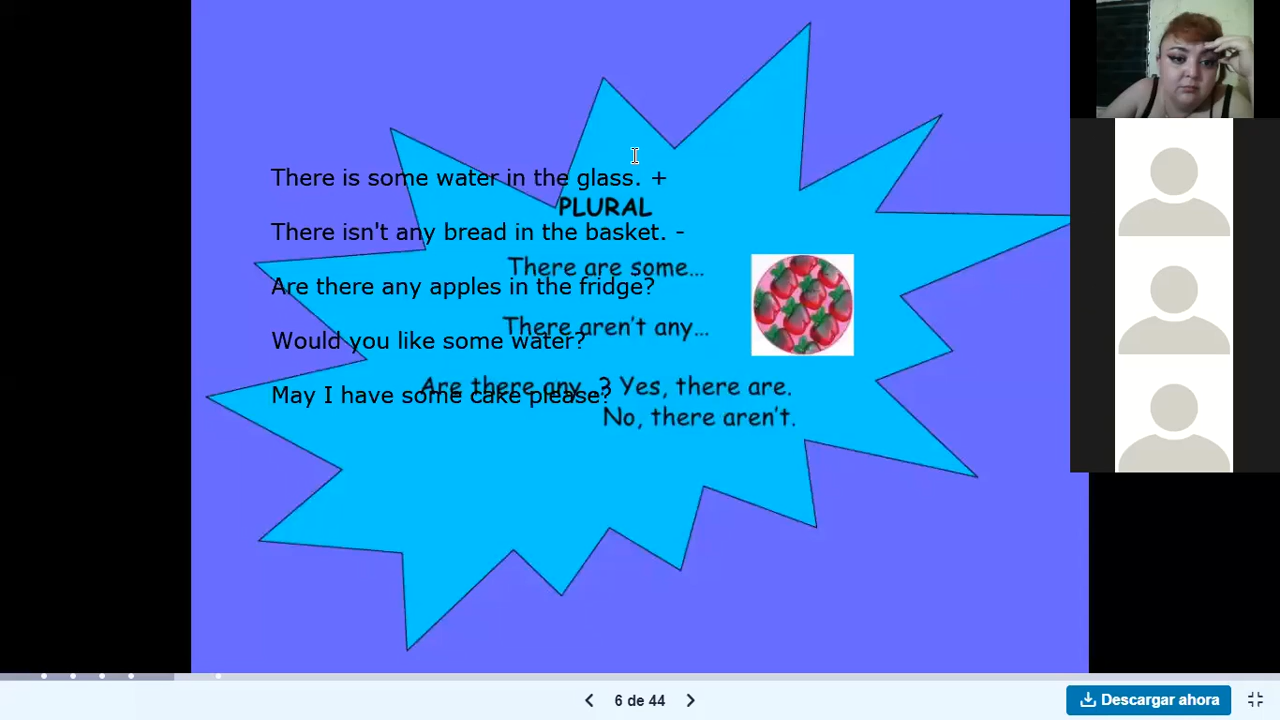 There is some water in the glass. +
PLURAL
There isn't any bread in the basket. -
There are some...
Are there any apples in the fridge?
There aren't any...
Would you like some water?
Are there any...? Yes, there are.
May I have some cake please?
No, there aren't.
6 de 44
Descargar ahora